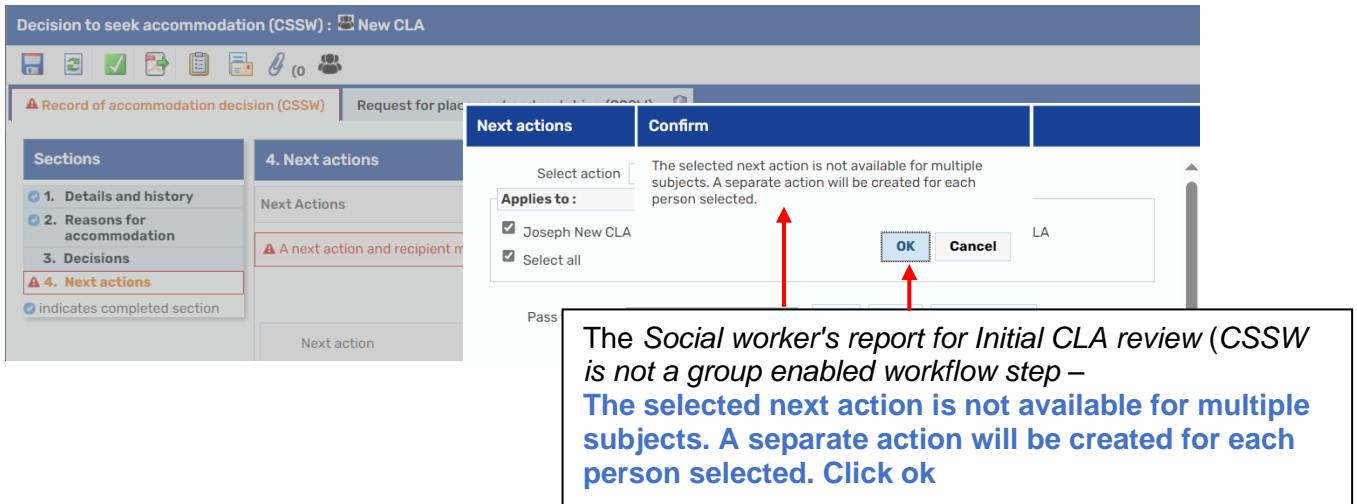 Decision to seek accommodation (CSSW) : New CLA
(0
Record of accommodation decision (CSSW)
Request for
Sections
1. Details and history
2. Reasons for
accommodation
3. Decisions
4. Next actions
indicates completed section
4. Next actions
Next Actions
A next action and recipient
Next action
Next actions
Confirm
Select action
The selected next action is not available for multiple
subjects. A separate action will be created for each
person selected.
Applies to :
Joseph New CLA
LA
Select all
OK
Cancel
Pass
The Social worker's report for Initial CLA review (CSSW
is not a group enabled workflow step –
The selected next action is not available for multiple
subjects. A separate action will be created for each
person selected. Click ok